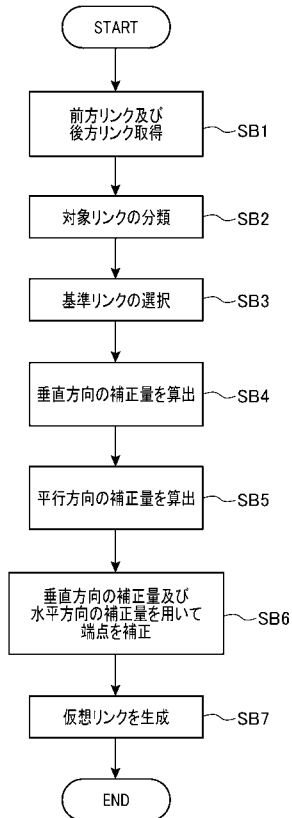 START
前方リンク及び
後方リンク取得
SB1
対象リンクの分類
SB2
基準リンクの選択
SB3
垂直方向の補正量を算出
SB4
平行方向の補正量を算出
SB5
垂直方向の補正量及び
水平方向の補正量を用いて
端点を補正
SB6
仮想リンクを生成
SB7
END